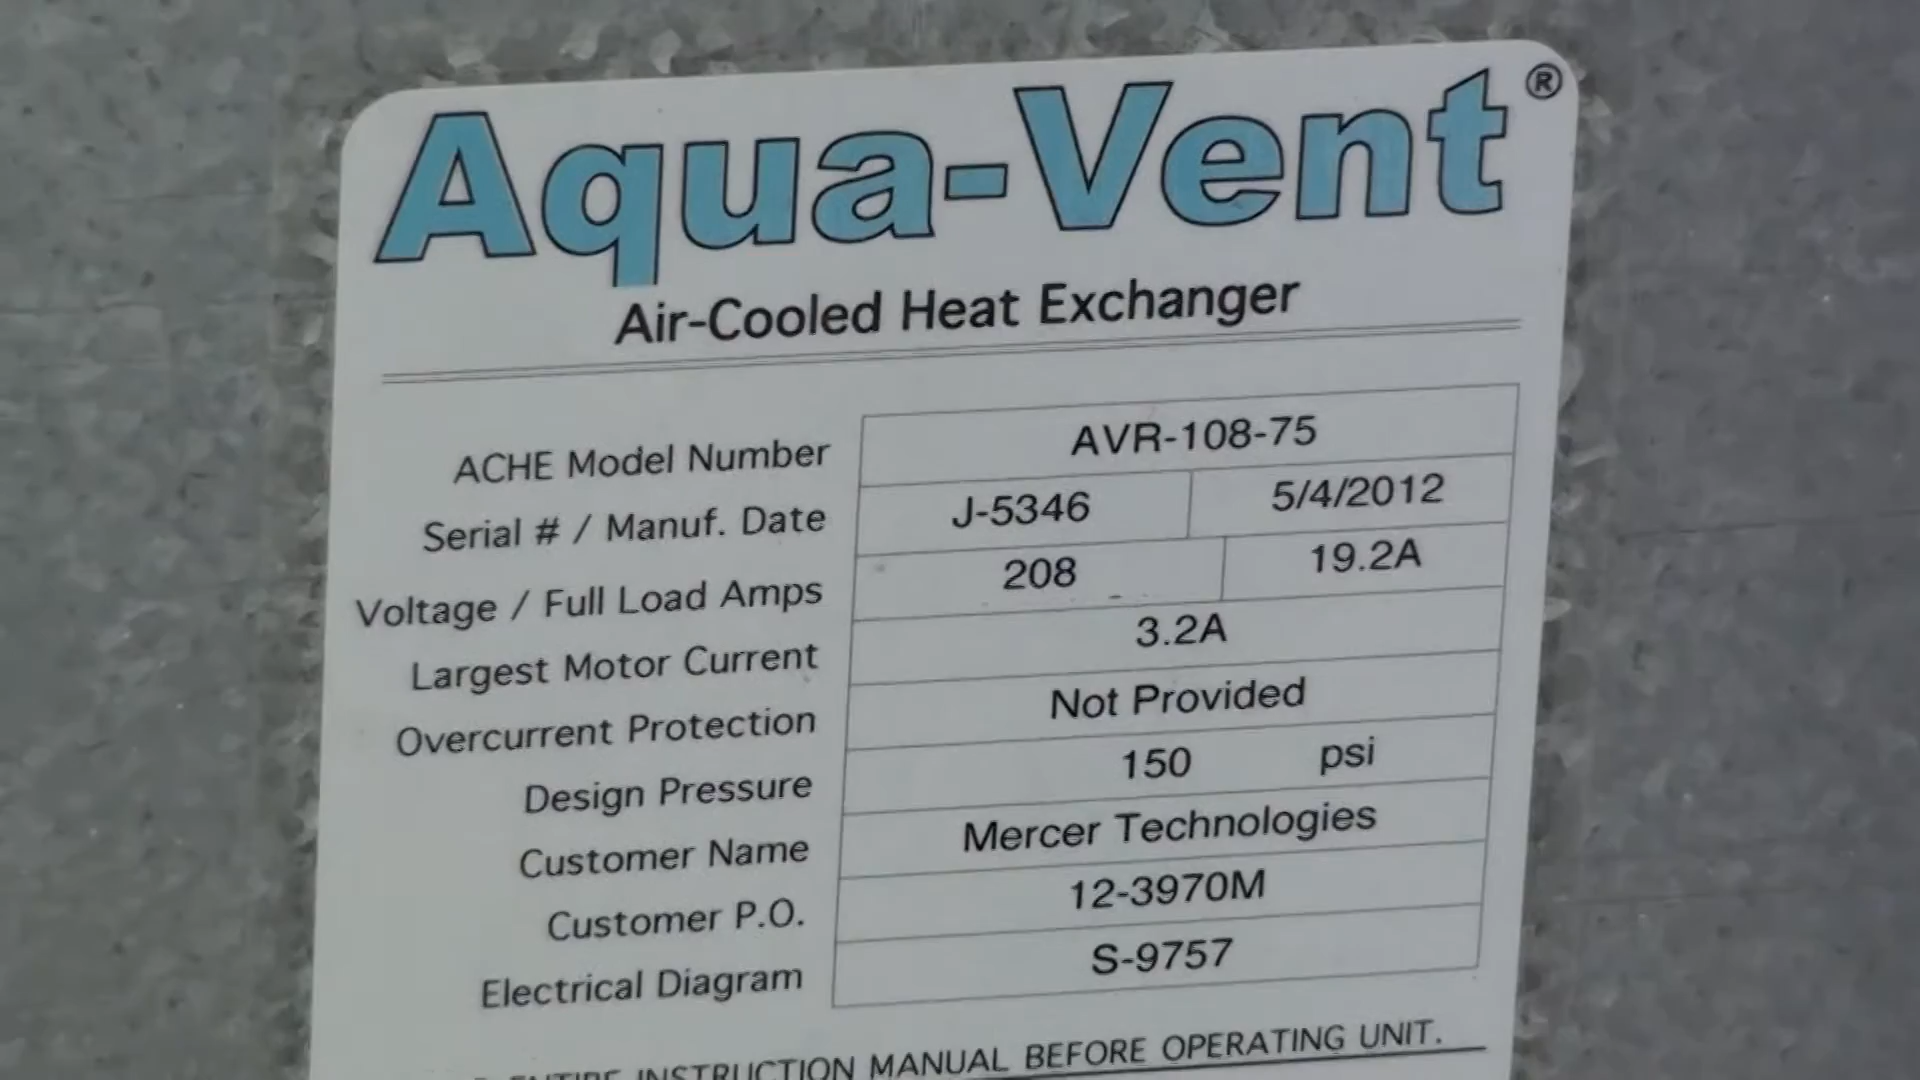 Aqua-Vent®
Air-Cooled Heat Exchanger
ACHE Model Number AVR-108-75
Serial # / Manuf. Date J-5346 5/4/2012
Voltage / Full Load Amps 208 19.2A
Largest Motor Current 3.2A
Overcurrent Protection Not Provided
Design Pressure 150 psi
Customer Name Mercer Technologies
Customer P.O. 12-3970M
Electrical Diagram S-9757
ENTIRE INSTRUCTION MANUAL BEFORE OPERATING UNIT.